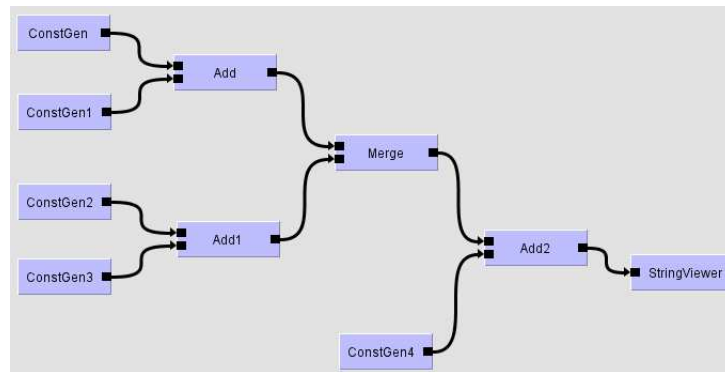 ConstGen
Add
ConstGen1
Merge
ConstGen2
Add1
Add2
ConstGen3
StringViewer
ConstGen4